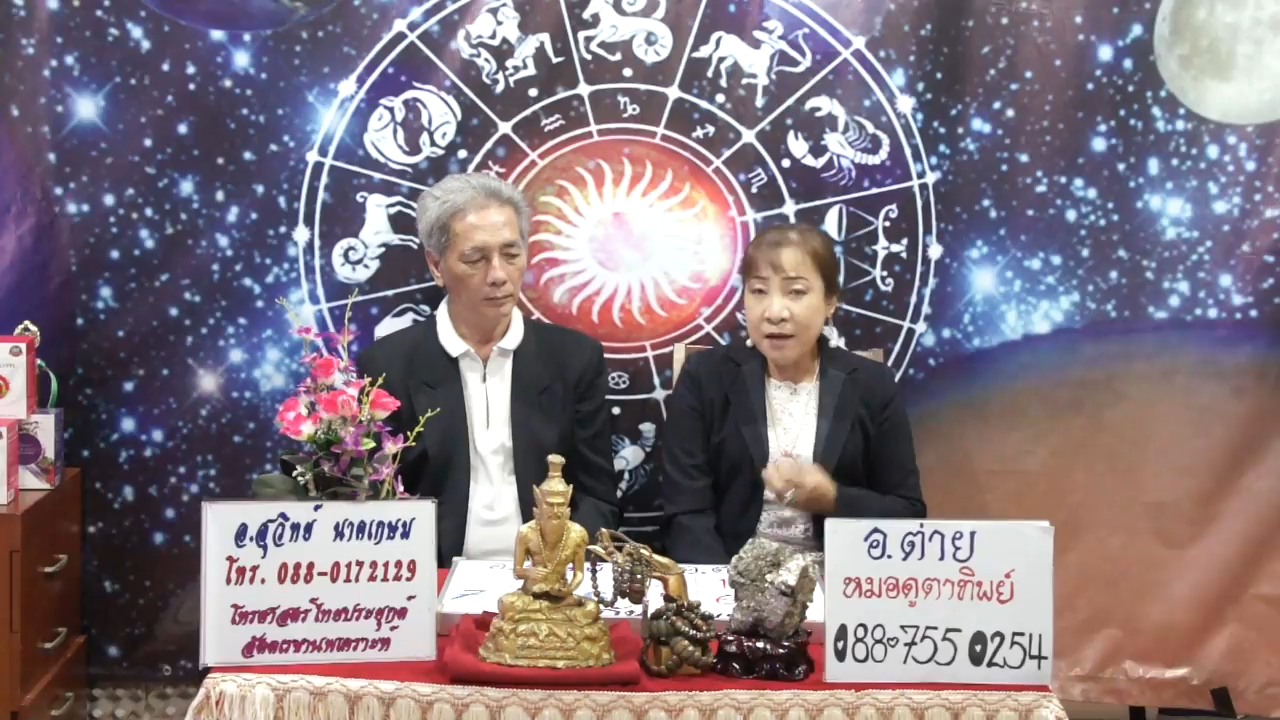 อ.สุวิทย์ นาคเกษม
โทร. 088-0172129
โหราศาสตร์ไทยประยุกต์
อ.ต่าย
หมอดูตาทิพย์
088-755 0254